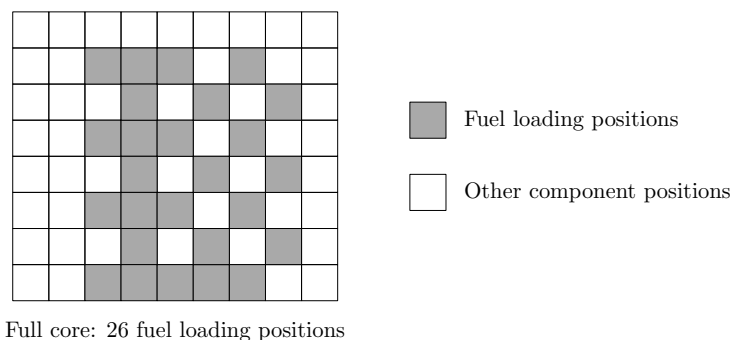 Fuel loading positions
Other component positions
Full core: 26 fuel loading positions